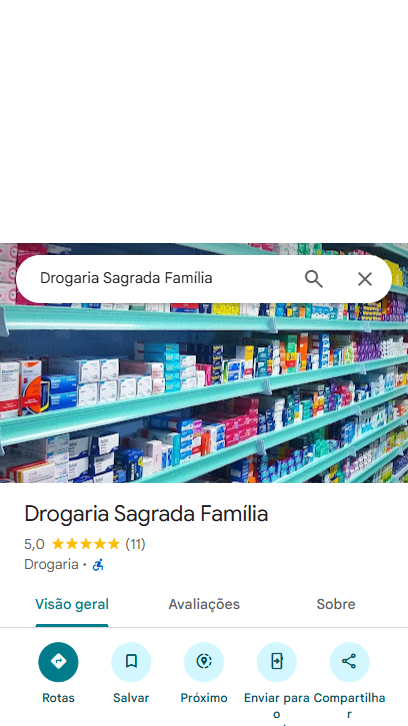 Drogaria Sagrada Família
Drogaria Sagrada Família
5,0 (11)
Drogaria ·
Visão geral Avaliações Sobre
Rotas Salvar Próximo Enviar para o Compartilhar